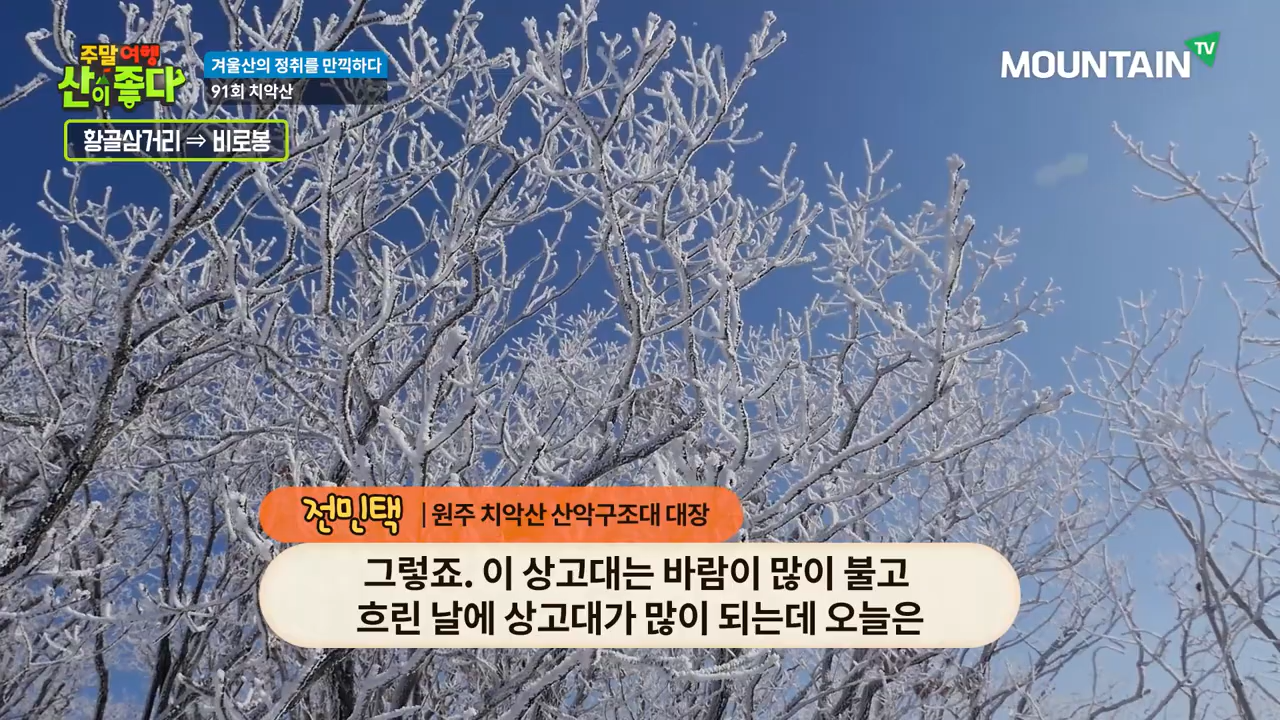 주말 여행
산이 좋다
겨울산의 정취를 만끽하다
91회 치악산
황골삼거리 ⇒ 비로봉
MOUNTAIN TV
전민택 | 원주 치악산 산악구조대 대장
그렇죠. 이 상고대는 바람이 많이 불고
흐린 날에 상고대가 많이 되는데 오늘은